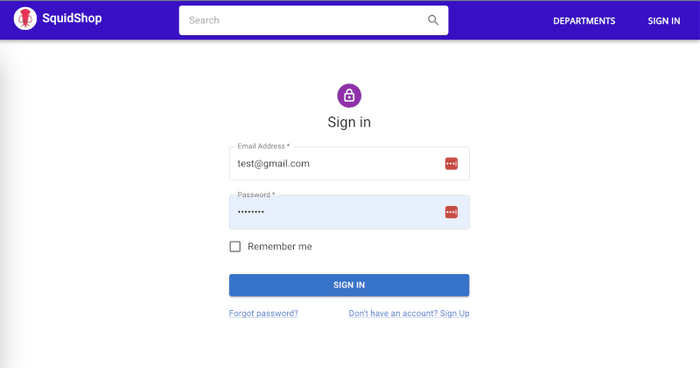 SquidShop
Search
DEPARTMENTS
SIGN IN
Sign in
Email Address *
test@gmail.com
Password *
••••••••
Remember me
SIGN IN
Forgot password?
Don't have an account? Sign Up